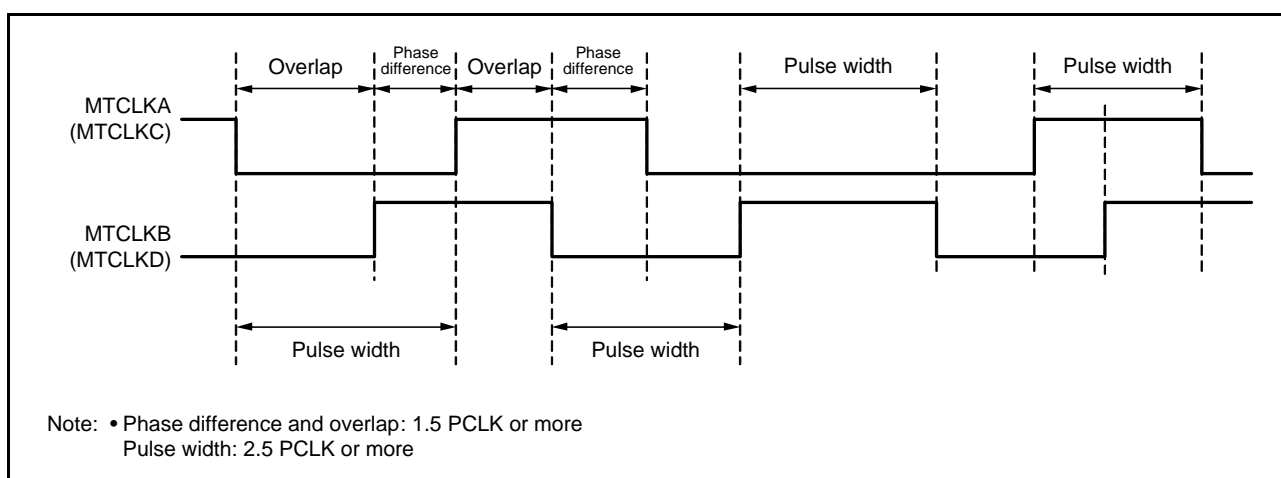 Overlap
Phase
difference
Overlap
Phase
difference
Pulse width
Pulse width
MTCLKA
(MTCLKC)
MTCLKB
(MTCLKD)
Pulse width
Pulse width
Note: • Phase difference and overlap: 1.5 PCLK or more
Pulse width: 2.5 PCLK or more